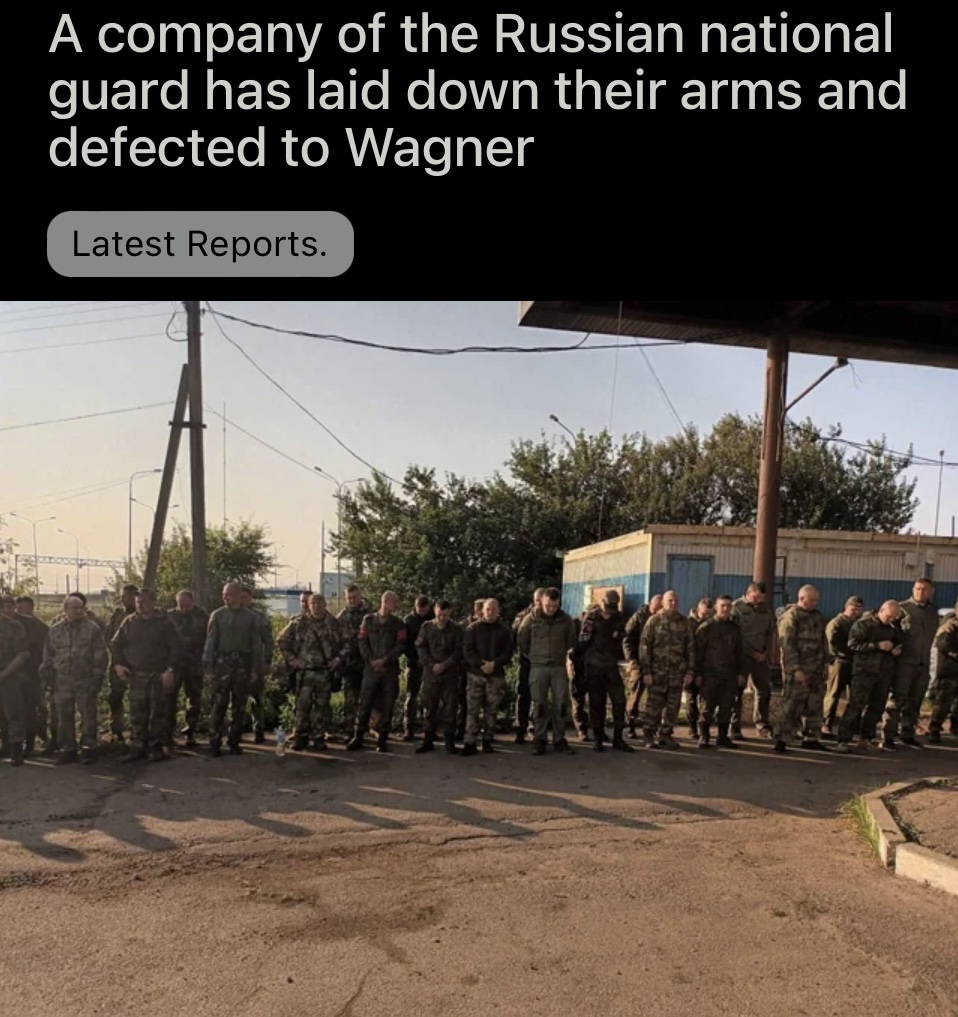 A company of the Russian national
guard has laid down their arms and
defected to Wagner
Latest Reports.